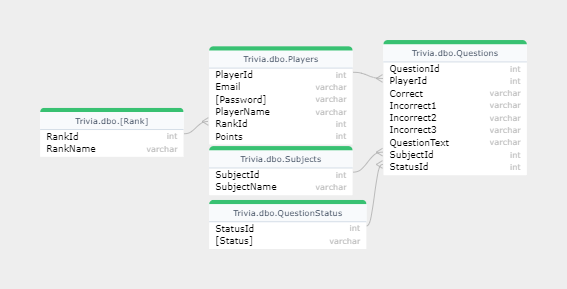 Trivia.dbo.[Rank]
RankId int
RankName varchar
Trivia.dbo.Players
PlayerId int
Email varchar
[Password] varchar
PlayerName varchar
RankId int
Points int
Trivia.dbo.Subjects
SubjectId int
SubjectName varchar
Trivia.dbo.QuestionStatus
StatusId int
[Status] varchar
Trivia.dbo.Questions
QuestionId int
PlayerId int
Correct varchar
Incorrect1 varchar
Incorrect2 varchar
Incorrect3 varchar
QuestionText varchar
SubjectId int
StatusId int